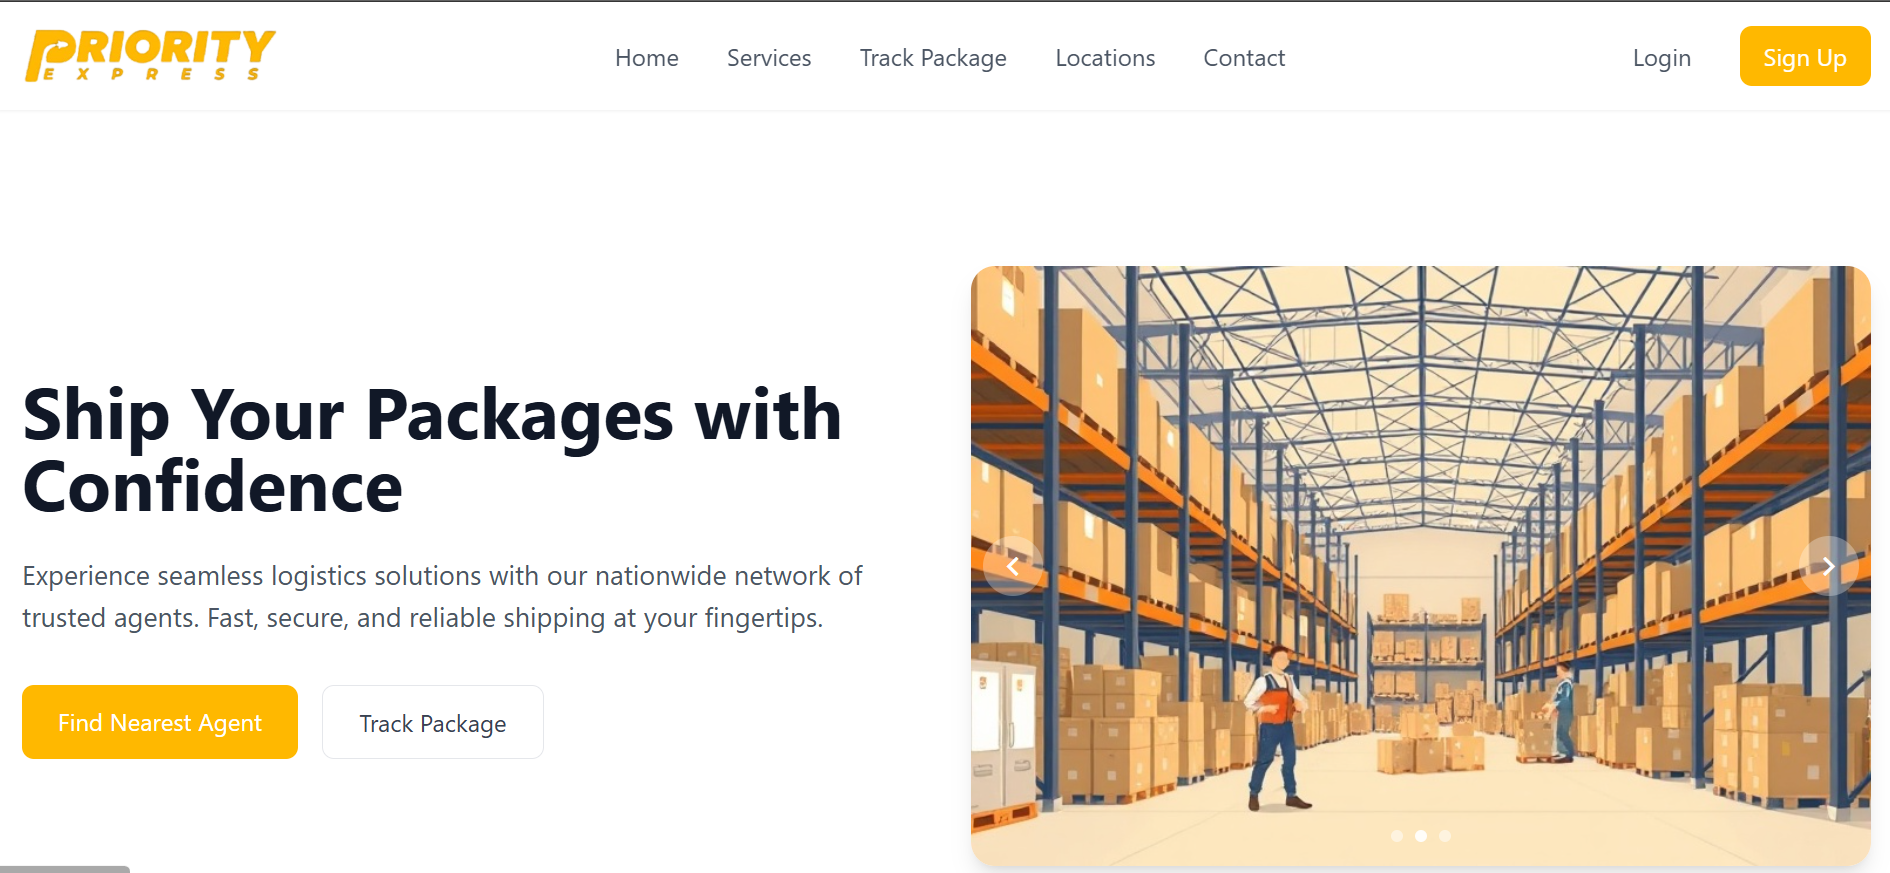 PRIORITY
EXPRESS
Home Services Track Package Locations Contact
Login Sign Up
Ship Your Packages with
Confidence
Experience seamless logistics solutions with our nationwide network of
trusted agents. Fast, secure, and reliable shipping at your fingertips.
Find Nearest Agent Track Package